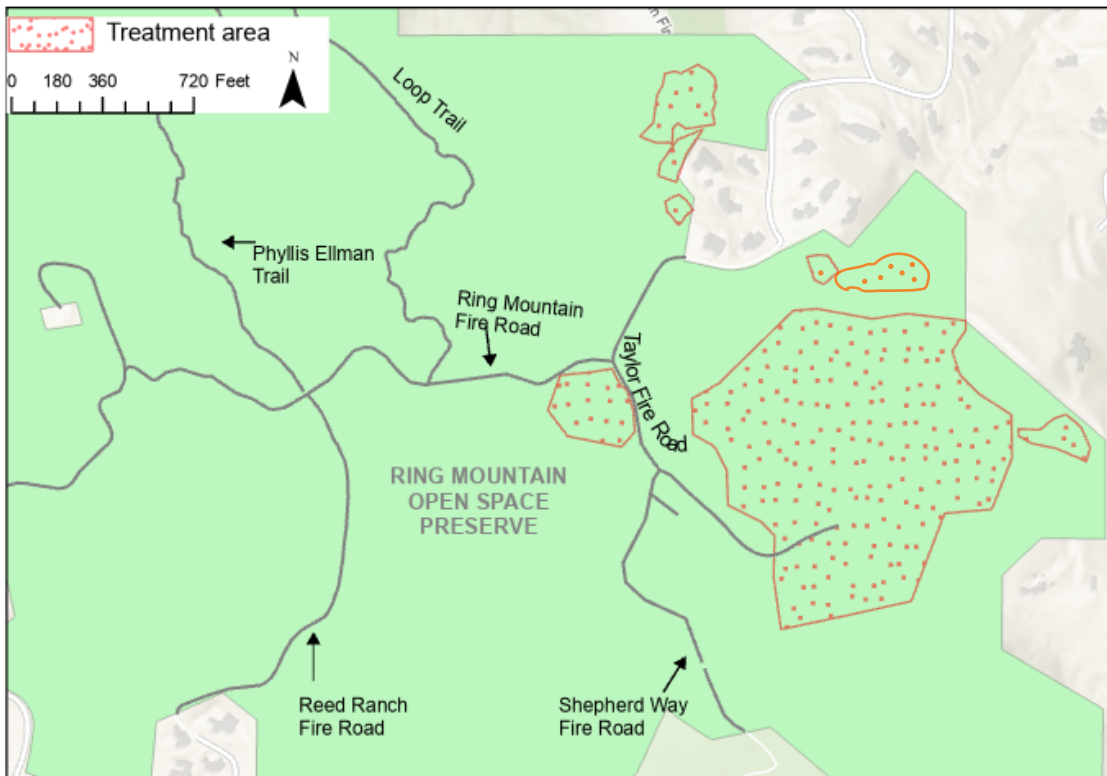 Treatment area
0 180 360 720 Feet
N
Loop Trail
Phyllis Ellman
Trail
Ring Mountain
Fire Road
Taylor Fire Road
RING MOUNTAIN
OPEN SPACE
PRESERVE
Reed Ranch
Fire Road
Shepherd Way
Fire Road